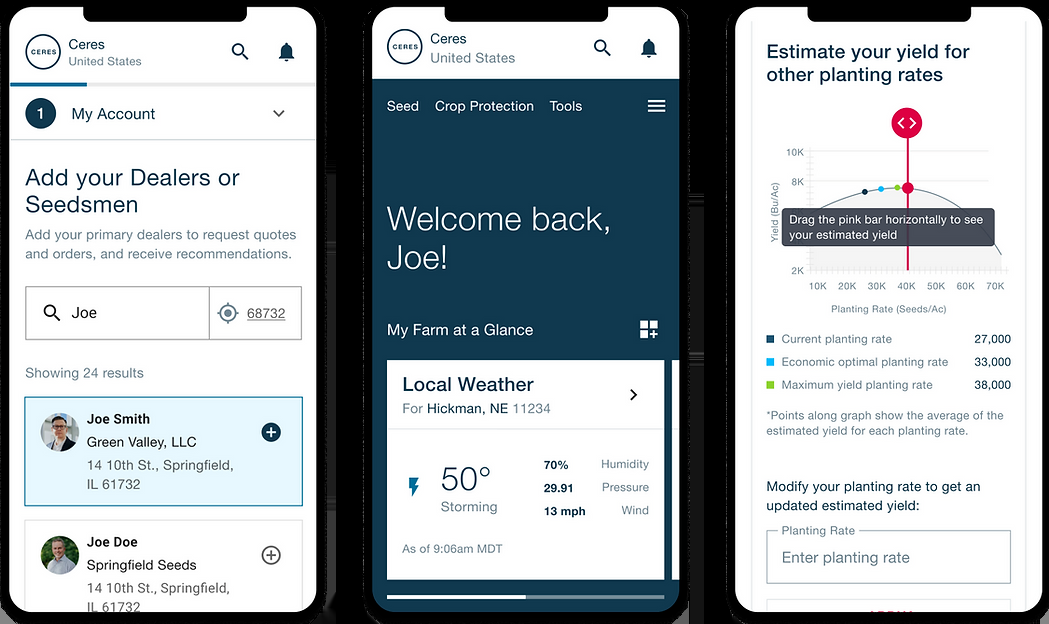 CERES
Ceres
United States
1
My Account
Add your Dealers or
Seedsmen
Add your primary dealers to request quotes
and orders, and receive recommendations.
Joe
68732
Showing 24 results
Joe Smith
Green Valley, LLC
14 10th St., Springfield,
IL 61732
Joe Doe
Springfield Seeds
14 10th St., Springfield,
IL 61732
CERES
Ceres
United States
Seed Crop Protection Tools
Welcome back,
Joe!
My Farm at a Glance
Local Weather
For Hickman, NE 11234
50°
Storming
70% Humidity
29.91 Pressure
13 mph Wind
As of 9:06am MDT
Estimate your yield for
other planting rates
10K
8K
Yield (Bu/Ac)
Drag the pink bar horizontally to see
your estimated yield
2K
10K 20K 30K 40K 50K 60K 70K
Planting Rate (Seeds/Ac)
Current planting rate 27,000
Economic optimal planting rate 33,000
Maximum yield planting rate 38,000
*Points along graph show the average of the
estimated yield for each planting rate.
Modify your planting rate to get an
updated estimated yield:
Planting Rate
Enter planting rate